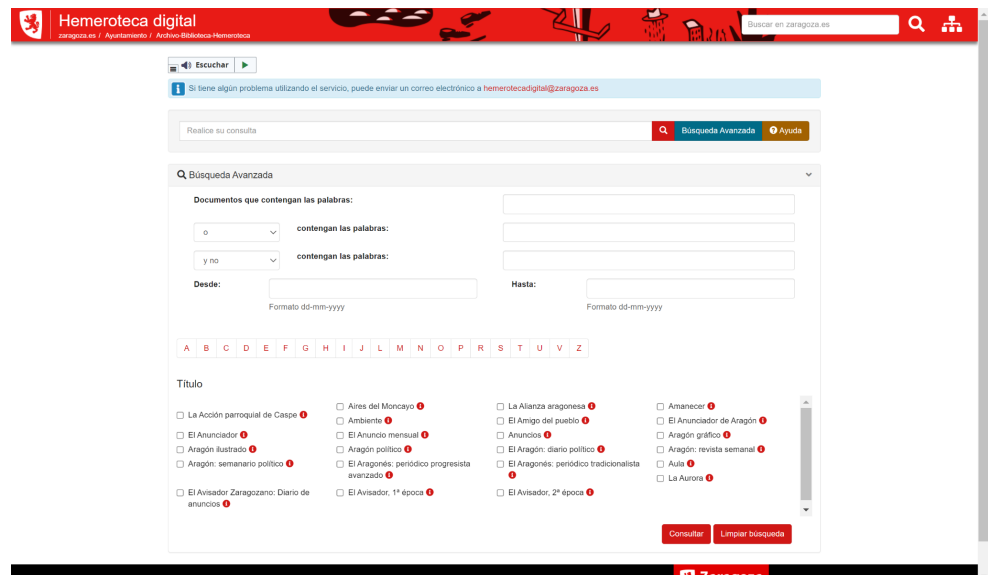 Hemeroteca digital
zaragoza.es / Ayuntamiento / Archivo-Biblioteca-Hemeroteca
Buscar en zaragoza.es
Escuchar
Si tiene algún problema utilizando el servicio, puede enviar un correo electrónico a hemerotecadigital@zaragoza.es
Realice su consulta
Búsqueda Avanzada
Ayuda
Búsqueda Avanzada
Documentos que contengan las palabras:
o
contengan las palabras:
y no
contengan las palabras:
Desde:
Hasta:
Formato dd-mm-yyyy
Formato dd-mm-yyyy
A B C D E F G H I J L M N O P R S T U V Z
Título
La Acción parroquial de Caspe
Aires del Moncayo
La Alianza aragonesa
Amanecer
Ambiente
El Amigo del pueblo
El Anunciador de Aragón
El Anunciador
El Anuncio mensual
Anuncios
Aragón gráfico
Aragón ilustrado
Aragón político
El Aragón: diario político
Aragón: revista semanal
Aragón: semanario político
El Aragonés: periódico progresista
avanzado
El Aragonés: periódico tradicionalista
Aula
La Aurora
El Avisador Zaragozano: Diario de
anuncios
El Avisador, 1ª época
El Avisador, 2ª época
Consultar
Limpiar búsqueda